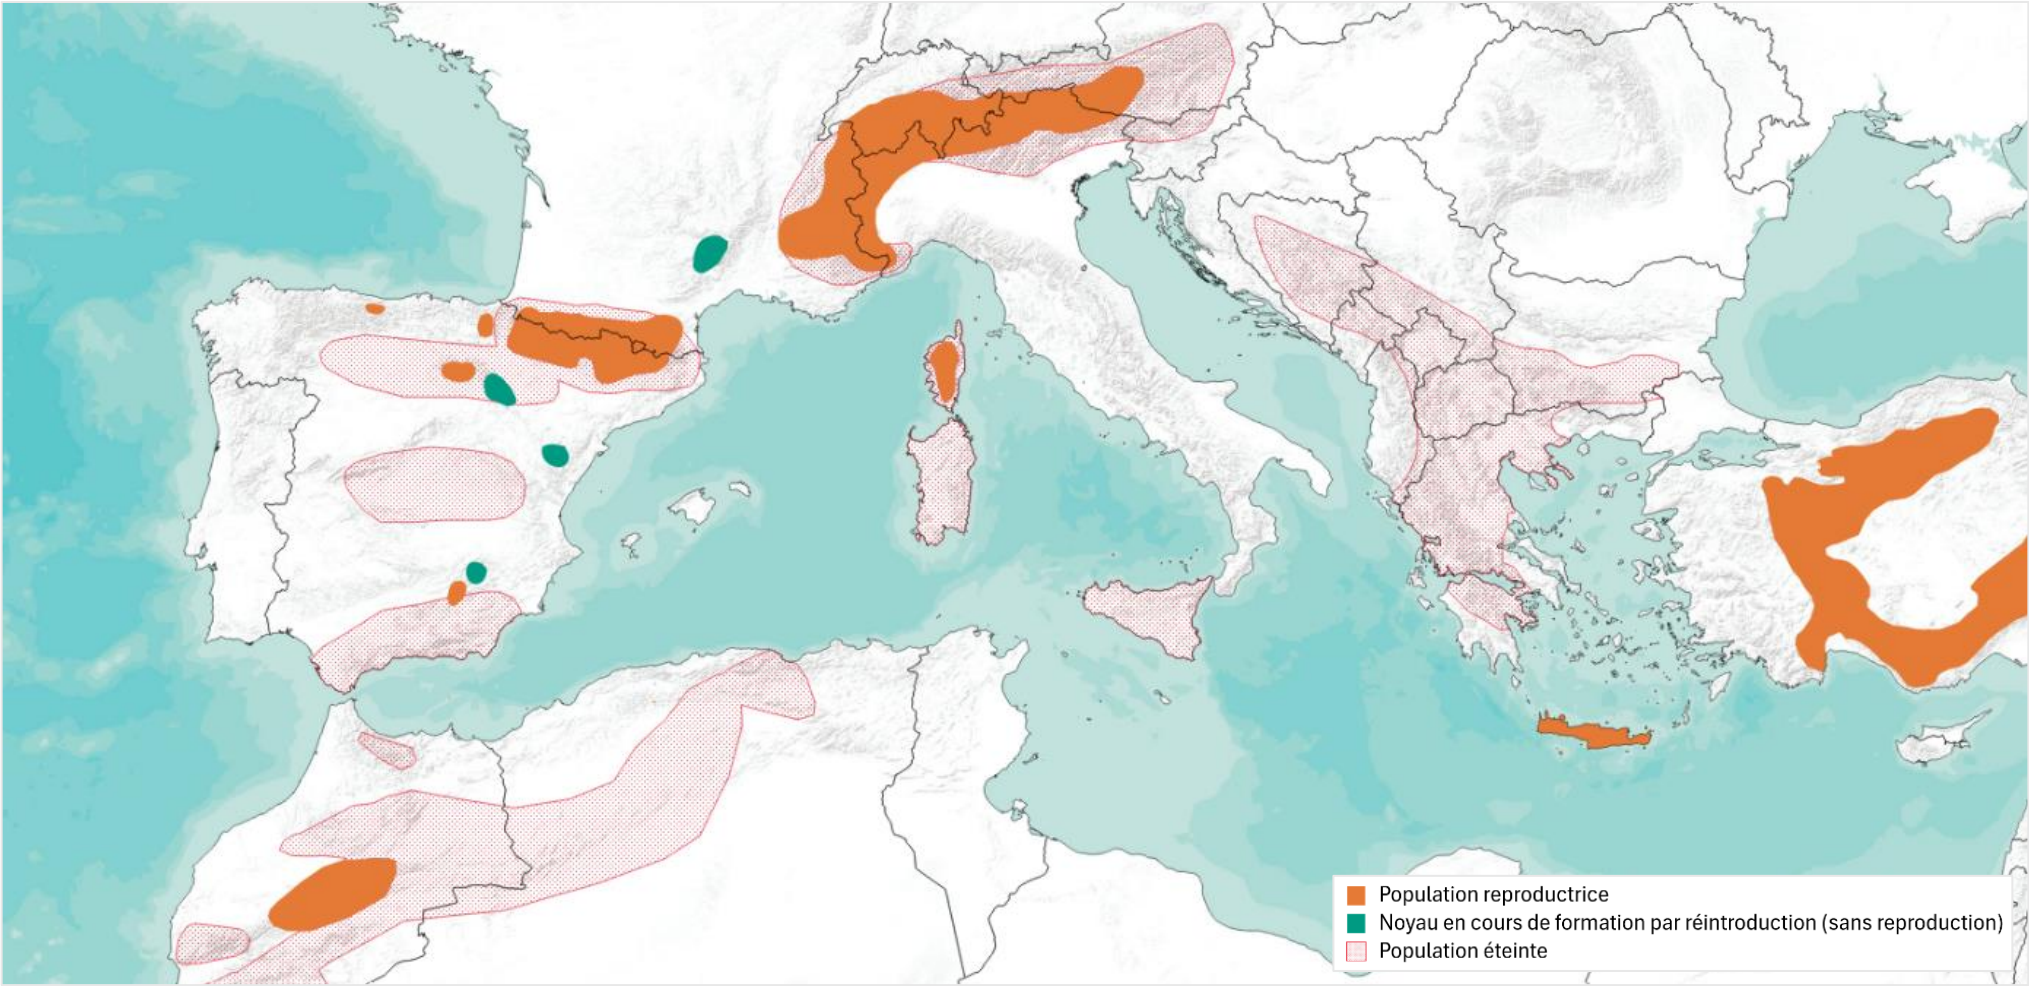 Population reproductrice
Noyau en cours de formation par réintroduction (sans reproduction)
Population éteinte